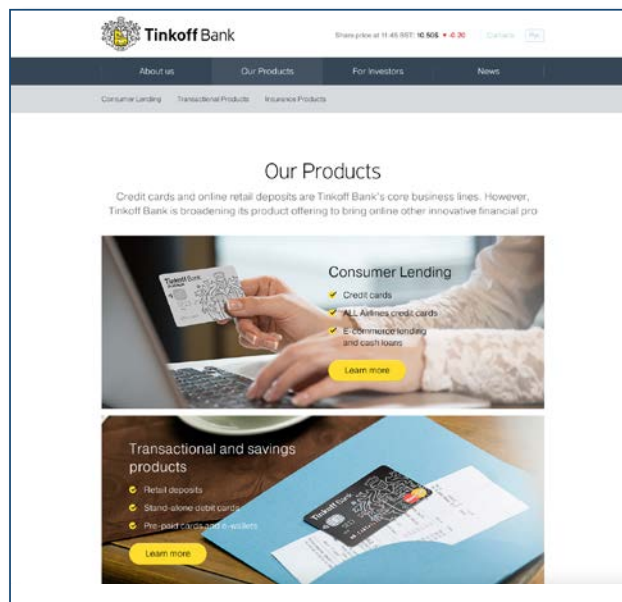 Tinkoff Bank
Share price at 11:45 BST: 10.50$ ▼ -0.20 Contacts Рус
About us Our Products For Investors News
Consumer Lending Transactional Products Insurance Products
Our Products
Credit cards and online retail deposits are Tinkoff Bank's core business lines. However,
Tinkoff Bank is broadening its product offering to bring online other innovative financial pro
Tinkoff Bank
Consumer Lending
Credit cards
ALL Airlines credit cards
E-commerce lending
and cash loans
Learn more
Transactional and savings
products
Retail deposits
Stand-alone debit cards
Pre-paid cards and e-wallets
Learn more
Tinkoff Bank